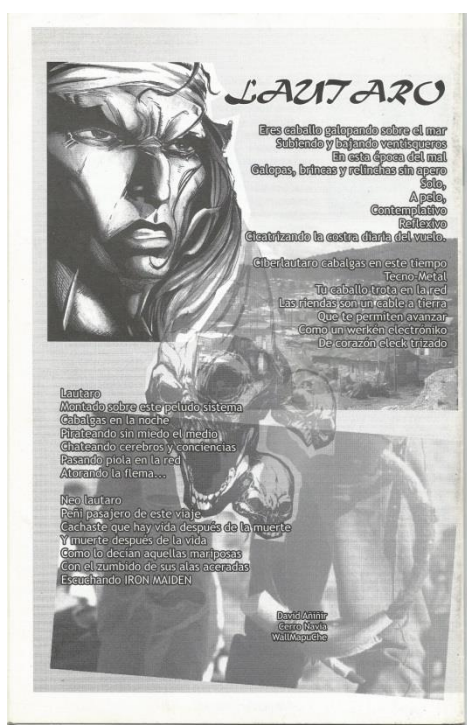 LAUTARO
Eres caballo galopando sobre el mar
Subiendo y bajando ventisqueros
En esta época del mal
Galopas, brincas y relinchas sin apero
Solo,
A pelo,
Contemplativo
Reflexivo
Cicatrizando la costra diaria del vuelo.
Ciberlautaro cabalgas en este tiempo
Tecno-Metal
Tu caballo trota en la red
Las riendas son un cable a tierra
Que te permiten avanzar
Como un werkén electróniko
De corazón eleck trizado
Lautaro
Montado sobre este peludo sistema
Cabalgas en la noche
Pirateando sin miedo el medio
Chateando cerebros y conciencias
Pasando piola en la red
Atorando la flema...
Neo lautaro
Peñi pasajero de este viaje
Cachaste que hay vida después de la muerte
Y muerte después de la vida
Como lo decían aquellas mariposas
Con el zumbido de sus alas aceradas
Escuchando IRON MAIDEN
David Añiñir
Cerro Navia
WallMapuChe